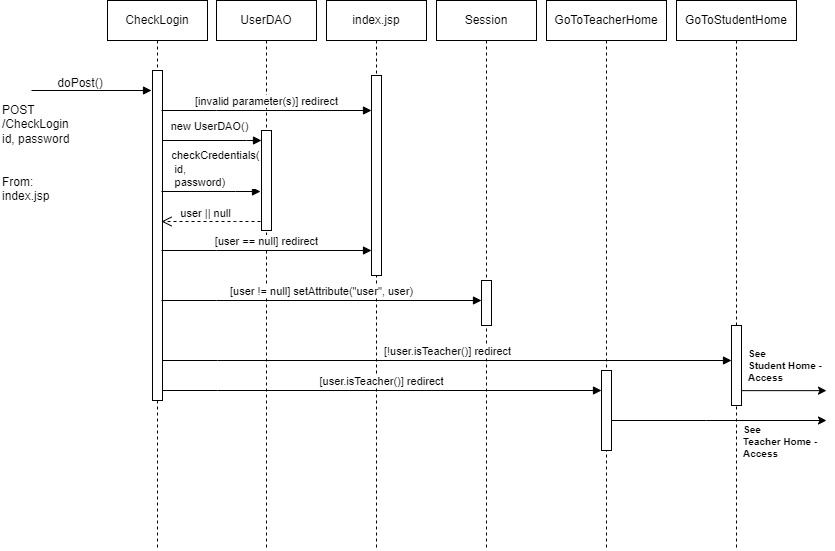 CheckLogin
UserDAO
index.jsp
Session
GoToTeacherHome
GoToStudentHome
doPost()
POST
/CheckLogin
id, password
From:
index.jsp
[invalid parameter(s)] redirect
new UserDAO()
checkCredentials(
id,
password)
user || null
[user == null] redirect
[user != null] setAttribute("user", user)
[!user.isTeacher()] redirect
See
Student Home -
Access
[user.isTeacher()] redirect
See
Teacher Home -
Access